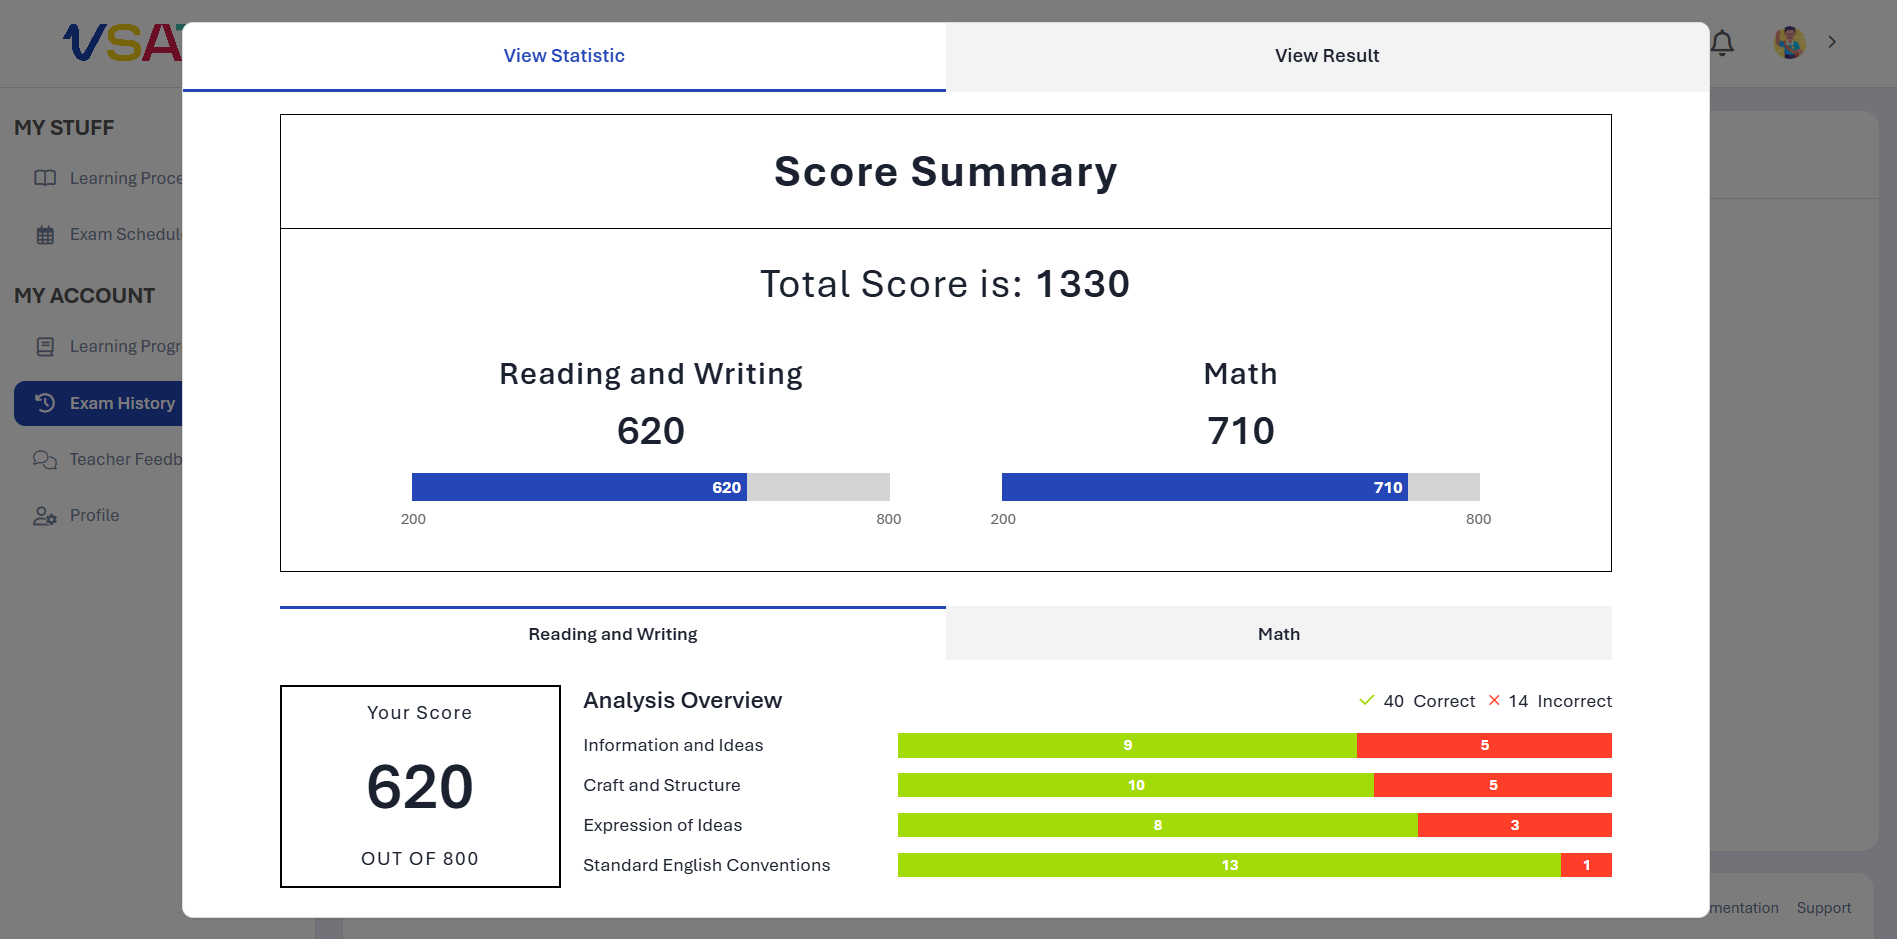 VSAT
View Statistic
View Result
MY STUFF
Learning Proce
Exam Schedul
MY ACCOUNT
Learning Progr
Exam History
Teacher Feedb
Profile
Score Summary
Total Score is: 1330
Reading and Writing
620
620
200 800
Math
710
710
200 800
Reading and Writing
Math
Your Score
620
OUT OF 800
Analysis Overview
40 Correct 14 Incorrect
Information and Ideas 9 5
Craft and Structure 10 5
Expression of Ideas 8 3
Standard English Conventions 13 1
mentation Support